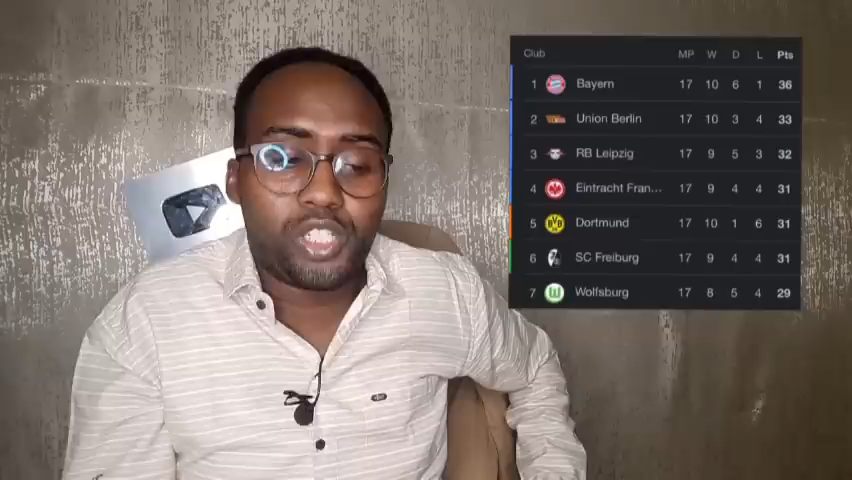 Club MP W D L Pts
1 Bayern 17 10 6 1 36
2 Union Berlin 17 10 3 4 33
3 RB Leipzig 17 9 5 3 32
4 Eintracht Fran... 17 9 4 4 31
5 Dortmund 17 10 1 6 31
6 SC Freiburg 17 9 4 4 31
7 Wolfsburg 17 8 5 4 29